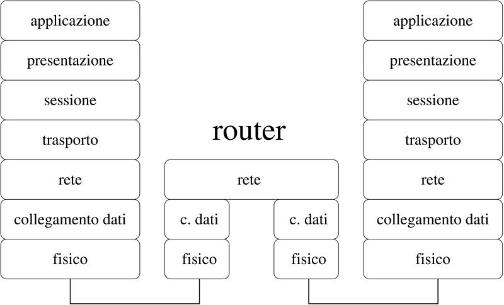 applicazione
presentazione
sessione
trasporto
rete
collegamento dati
fisico
router
rete
c. dati c. dati
fisico fisico
applicazione
presentazione
sessione
trasporto
rete
collegamento dati
fisico